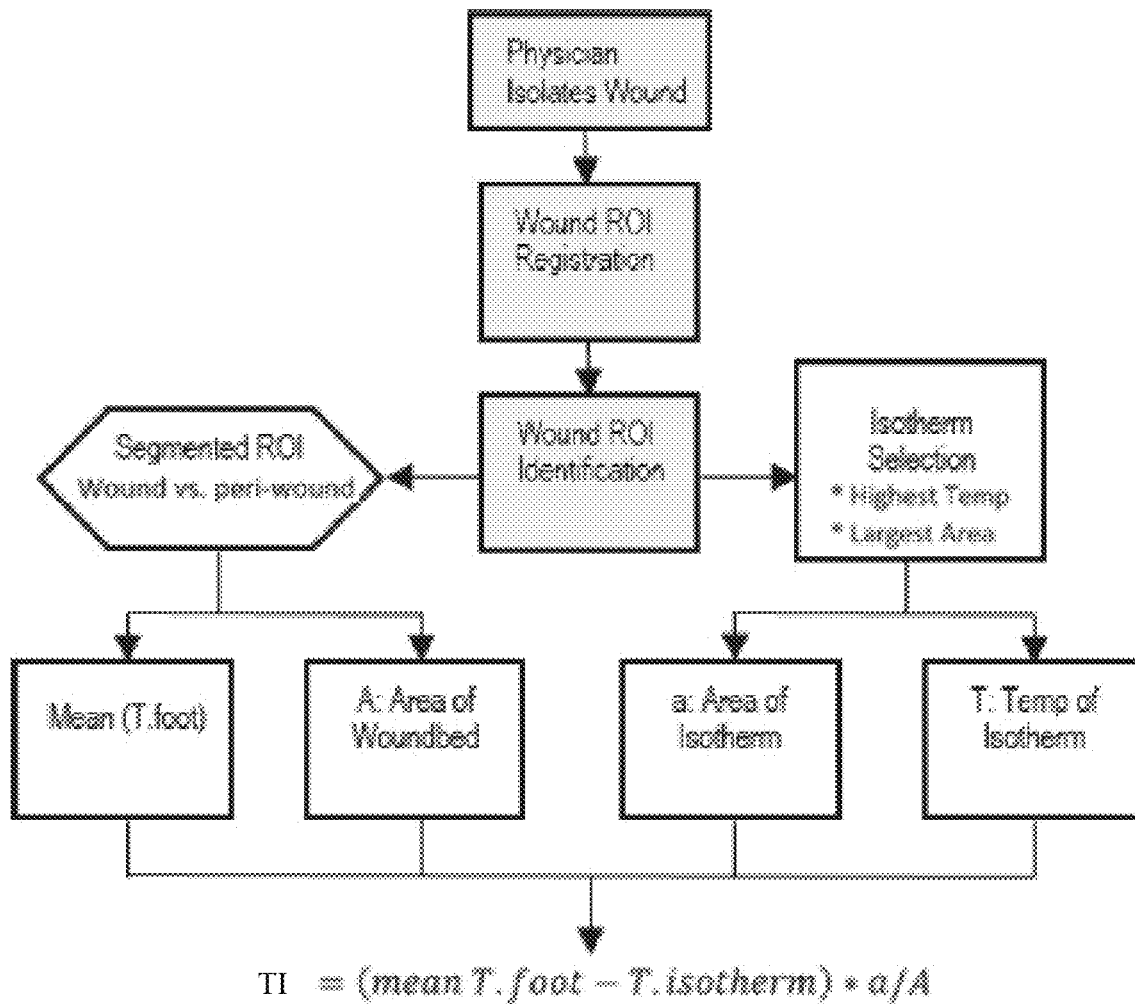 Physician
Isolates Wound
Wound ROI
Registration
Wound ROI
Identification
Segmented ROI
Wound vs. peri-wound
Isotherm
Selection
* Highest Temp
* Largest Area
Mean (T.foot)
A: Area of
Woundbed
a: Area of
Isotherm
T: Temp of
Isotherm
TI = (mean T.foot − T.isotherm) * a/A